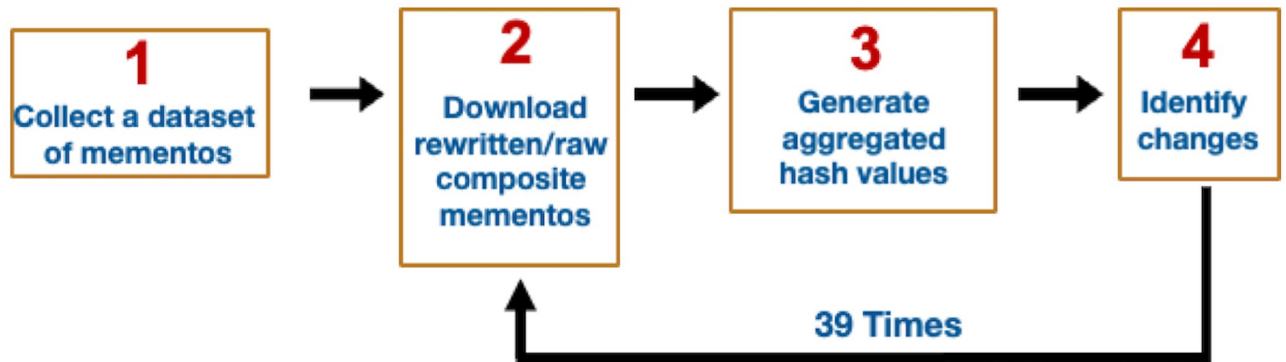 1
Collect a dataset
of mementos
2
Download
rewritten/raw
composite
mementos
3
Generate
aggregated
hash values
4
Identify
changes
39 Times